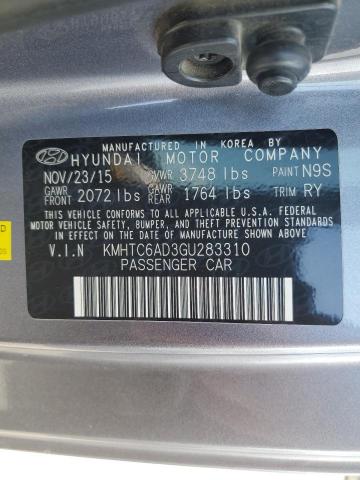 MANUFACTURED IN KOREA BY
HYUNDAI MOTOR COMPANY
NOV/23/15 GVWR 3748 lbs PAINT N9S
GAWR FRONT 2072 lbs GAWR REAR 1764 lbs TRIM RY
THIS VEHICLE CONFORMS TO ALL APPLICABLE U.S.A. FEDERAL
MOTOR VEHICLE SAFETY, BUMPER, AND THEFT PREVENTION STANDARDS
IN EFFECT ON THE DATE OF MANUFACTURE SHOWN ABOVE.
V.I.N KMHTC6AD3GU283310
PASSENGER CAR